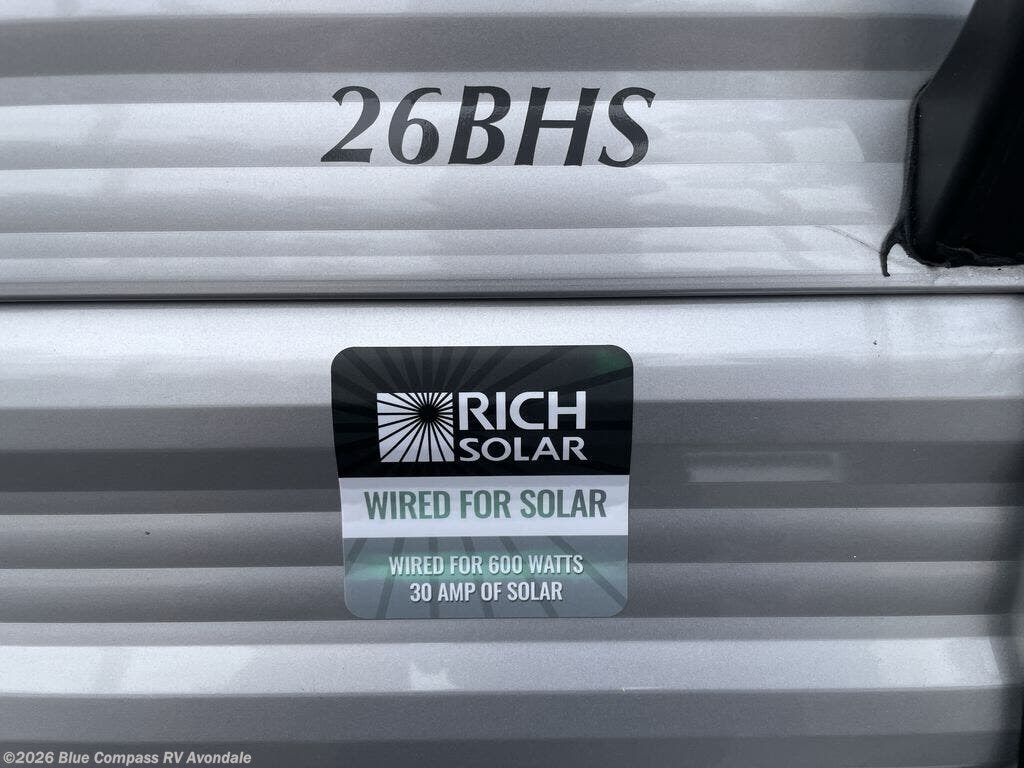 26BHS
RICH
SOLAR
WIRED FOR SOLAR
WIRED FOR 600 WATTS
30 AMP OF SOLAR
©2026 Blue Compass RV Avondale